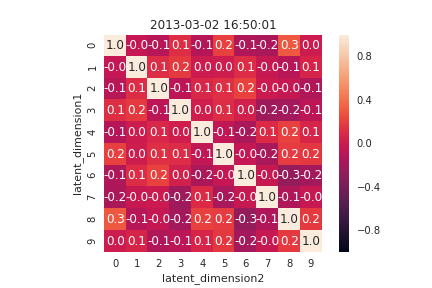 2013-03-02 16:50:01
0 1.0 -0.0 -0.1 0.1 -0.1 0.2 -0.1 -0.2 0.3 0.0
1 -0.0 1.0 0.1 0.2 0.0 0.0 0.1 -0.0 -0.1 0.1
2 -0.1 0.1 1.0 -0.1 0.1 0.1 0.2 -0.0 -0.0 -0.1
3 0.1 0.2 -0.1 1.0 0.0 0.1 0.0 -0.2 -0.2 -0.1
4 -0.1 0.0 0.1 0.0 1.0 -0.1 -0.2 0.1 0.2 0.1
5 0.2 0.0 0.1 0.1 -0.1 1.0 -0.0 -0.2 0.2 0.2
6 -0.1 0.1 0.2 0.0 -0.2 -0.0 1.0 -0.0 -0.3 -0.2
7 -0.2 -0.0 -0.0 -0.2 0.1 -0.2 -0.0 1.0 -0.1 -0.0
8 0.3 -0.1 -0.0 -0.2 0.2 0.2 -0.3 -0.1 1.0 0.2
9 0.0 0.1 -0.1 -0.1 0.1 0.2 -0.2 -0.0 0.2 1.0
0 1 2 3 4 5 6 7 8 9
latent_dimension2
latent_dimension1
0.8
0.4
0.0
-0.4
-0.8